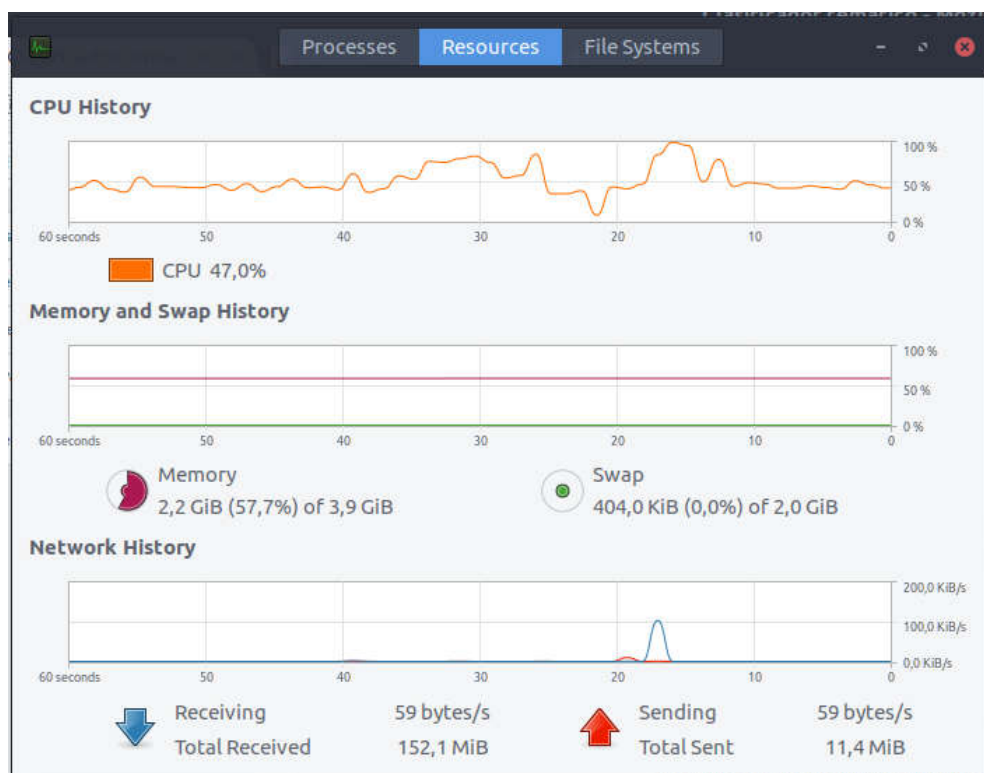 Processes Resources File Systems
CPU History
100 %
50 %
0 %
60 seconds 50 40 30 20 10 0
CPU 47,0%
Memory and Swap History
100 %
50 %
0 %
60 seconds 50 40 30 20 10 0
Memory
2,2 GiB (57,7%) of 3,9 GiB
Swap
404,0 KiB (0,0%) of 2,0 GiB
Network History
200,0 KiB/s
100,0 KiB/s
0,0 KiB/s
60 seconds 50 40 30 20 10 0
Receiving 59 bytes/s
Total Received 152,1 MiB
Sending 59 bytes/s
Total Sent 11,4 MiB